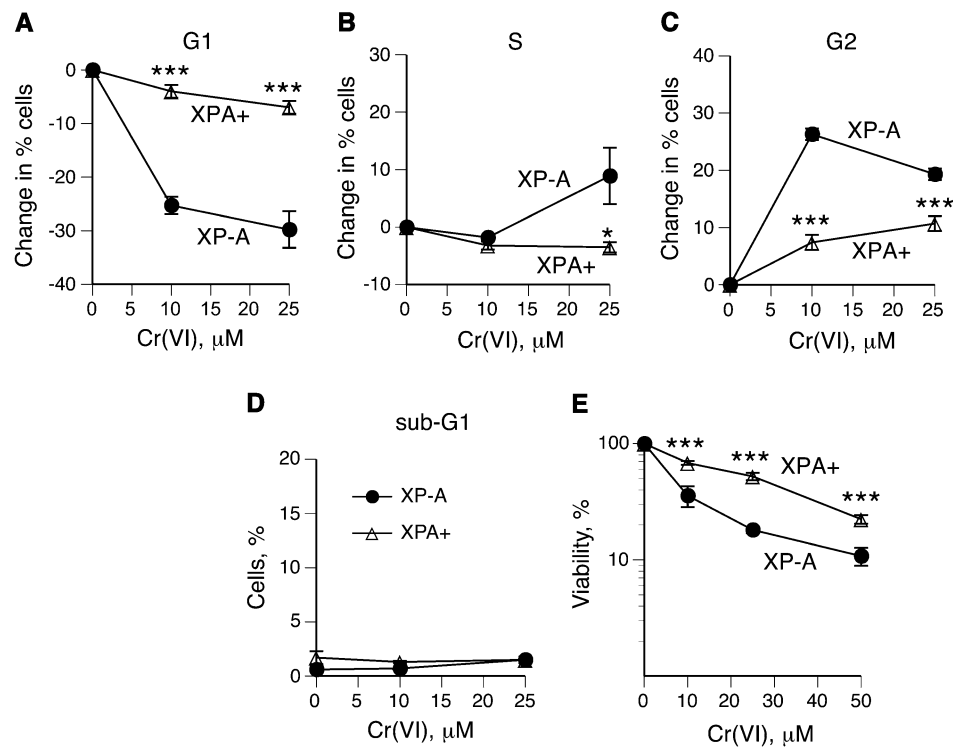 A
G1
Change in % cells
0
-10
-20
-30
-40
***
***
XPA+
XP-A
0 5 10 15 20 25
Cr(VI), μM
B
S
Change in % cells
30
20
10
0
-10
XP-A
*
XPA+
0 5 10 15 20 25
Cr(VI), μM
C
G2
Change in % cells
40
30
20
10
0
XP-A
***
***
XPA+
0 5 10 15 20 25
Cr(VI), μM
D
sub-G1
Cells, %
20
15
10
5
0
XP-A
XPA+
0 5 10 15 20 25
Cr(VI), μM
E
Viability, %
100
10
***
***
***
XPA+
XP-A
0 10 20 30 40 50
Cr(VI), μM